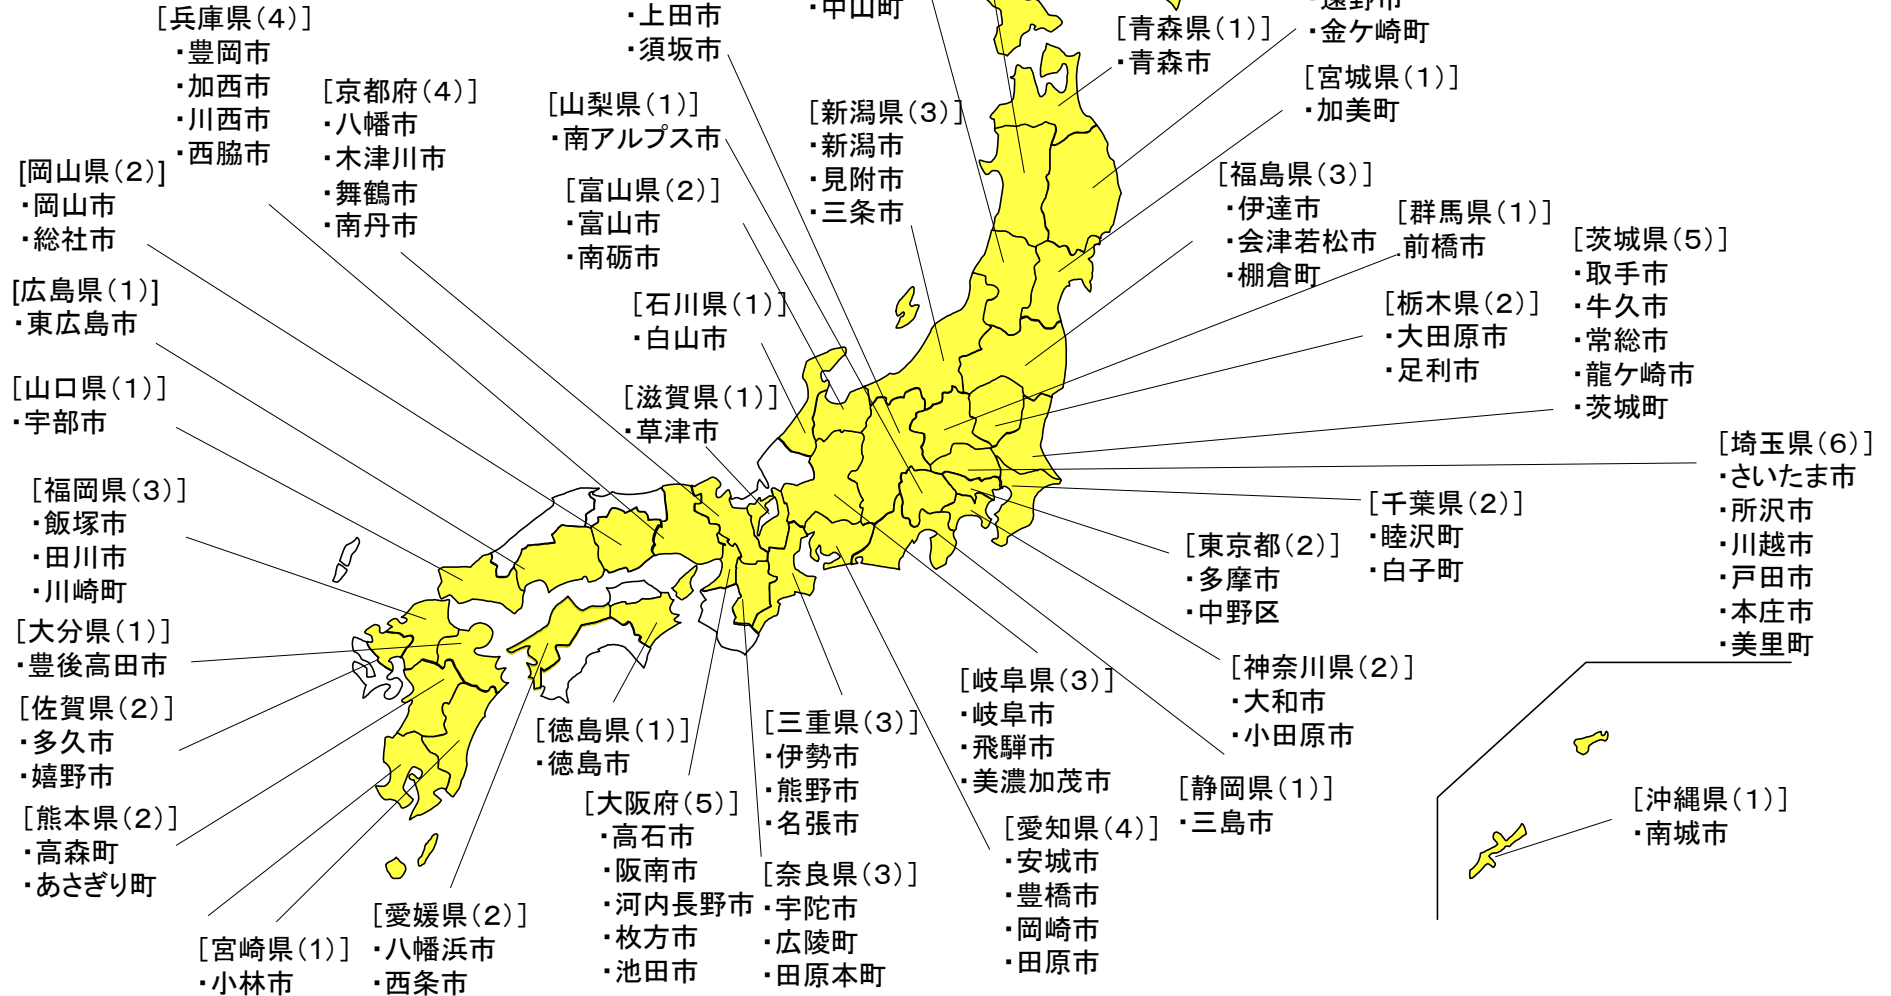 [兵庫県(4)]
・豊岡市
・加西市
・川西市
・西脇市
・上田市
・須坂市
・中山町
[青森県(1)]
・青森市
・遠野市
・金ケ崎町
[宮城県(1)]
・加美町
[京都府(4)]
・八幡市
・木津川市
・舞鶴市
・南丹市
[山梨県(1)]
・南アルプス市
[新潟県(3)]
・新潟市
・見附市
・三条市
[岡山県(2)]
・岡山市
・総社市
[富山県(2)]
・富山市
・南砺市
[福島県(3)]
・伊達市
・会津若松市
・棚倉町
[群馬県(1)]
.前橋市
[茨城県(5)]
・取手市
・牛久市
・常総市
・龍ケ崎市
・茨城町
[広島県(1)]
・東広島市
[石川県(1)]
・白山市
[栃木県(2)]
・大田原市
・足利市
[山口県(1)]
・宇部市
[滋賀県(1)]
・草津市
[埼玉県(6)]
・さいたま市
・所沢市
・川越市
・戸田市
・本庄市
・美里町
[福岡県(3)]
・飯塚市
・田川市
・川崎町
[千葉県(2)]
・睦沢町
・白子町
[東京都(2)]
・多摩市
・中野区
[大分県(1)]
・豊後高田市
[神奈川県(2)]
・大和市
・小田原市
[岐阜県(3)]
・岐阜市
・飛騨市
・美濃加茂市
[佐賀県(2)]
・多久市
・嬉野市
[徳島県(1)]
・徳島市
[三重県(3)]
・伊勢市
・熊野市
・名張市
[静岡県(1)]
・三島市
[沖縄県(1)]
・南城市
[熊本県(2)]
・高森町
・あさぎり町
[大阪府(5)]
・高石市
・阪南市
・河内長野市
・枚方市
・池田市
[愛知県(4)]
・安城市
・豊橋市
・岡崎市
・田原市
[奈良県(3)]
・宇陀市
・広陵町
・田原本町
[愛媛県(2)]
・八幡浜市
・西条市
[宮崎県(1)]
・小林市